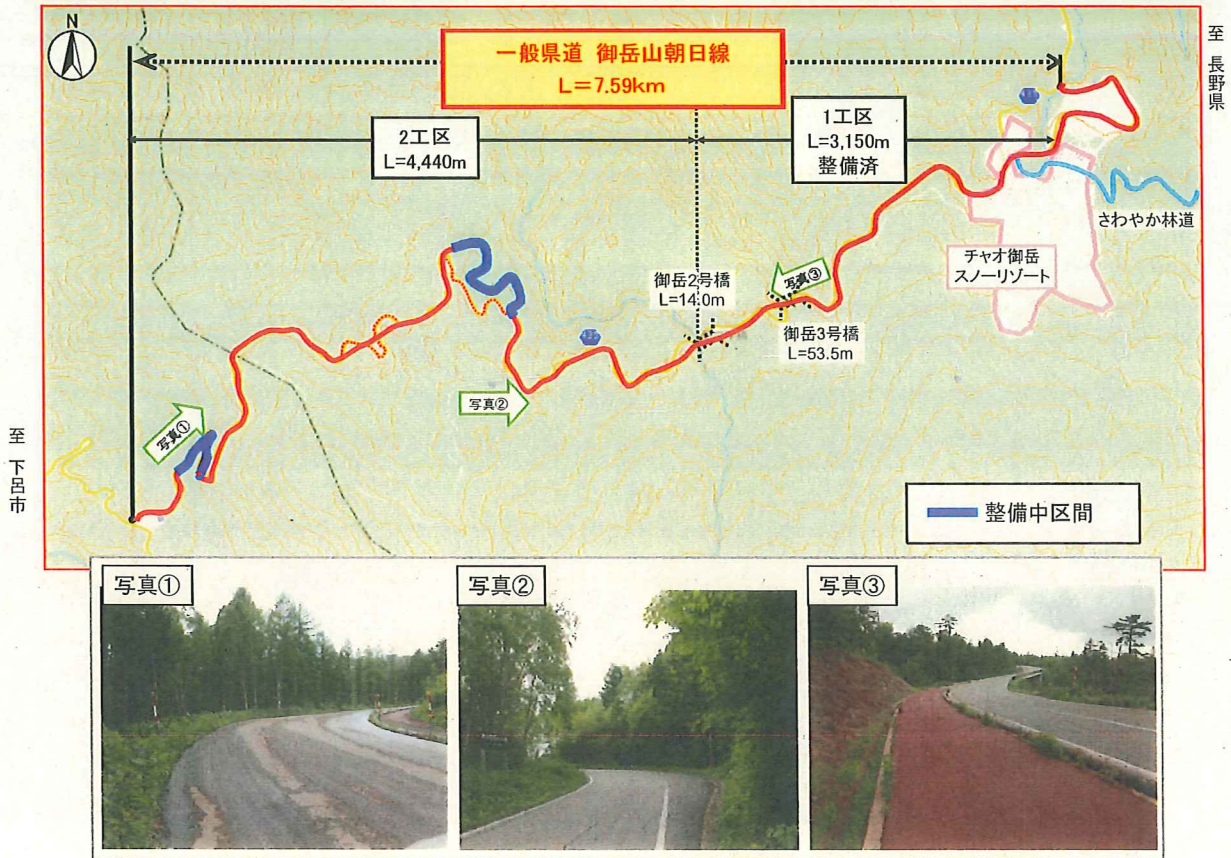 N
一般県道 御岳山朝日線
L=7.59km
至 長野県
2工区
L=4,440m
1工区
L=3,150m
整備済
さわやか林道
チャオ御岳
スノーリゾート
御岳2号橋
L=14.0m
写真③
御岳3号橋
L=53.5m
写真②
写真①
至 下呂市
整備中区間
写真①
写真②
写真③